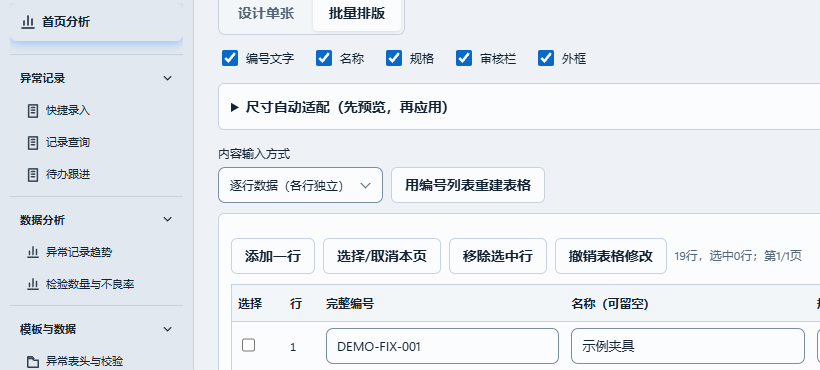 首页分析
异常记录
快捷录入
记录查询
待办跟进
数据分析
异常记录趋势
检验数量与不良率
模板与数据
异常表头与校验
设计单张 批量排版
编号文字 名称 规格 审核栏 外框
尺寸自动适配（先预览，再应用）
内容输入方式
逐行数据（各行独立） 用编号列表重建表格
添加一行 选择/取消本页 移除选中行 撤销表格修改 19行，选中0行；第1/1页
选择 行 完整编号 名称（可留空）
1 DEMO-FIX-001 示例夹具